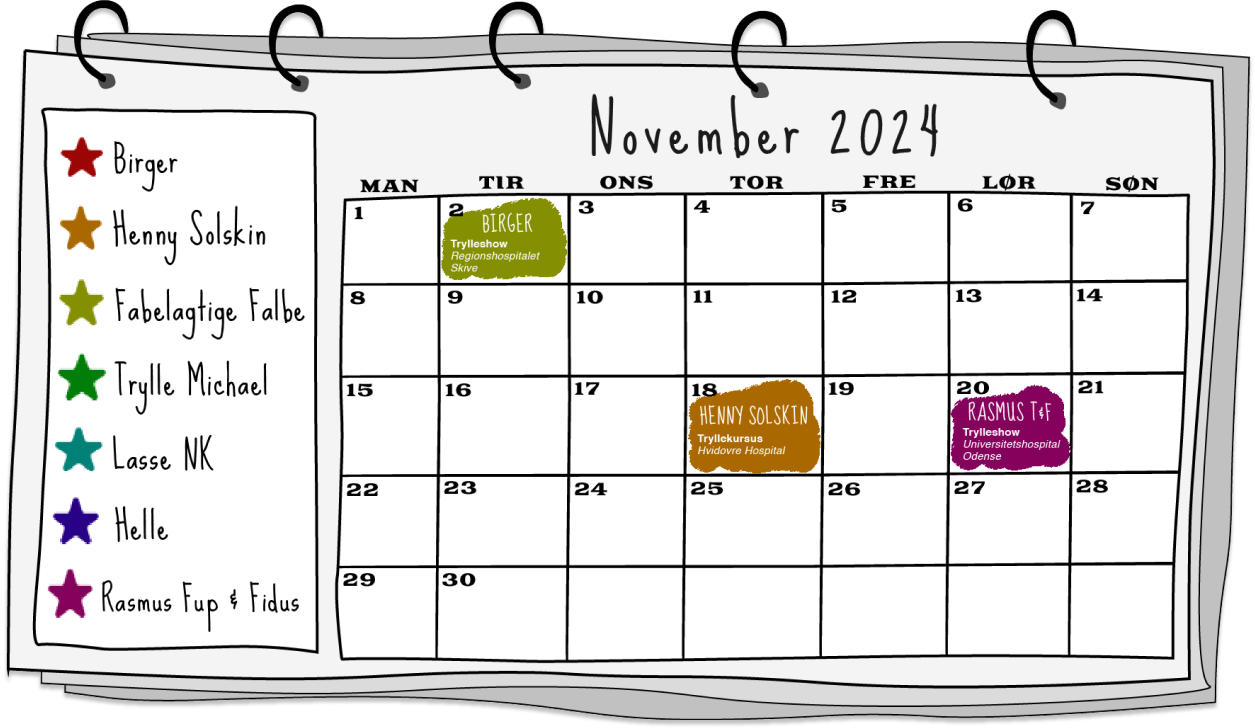 November 2024
Birger
Henny Solskin
Fabelagtige Falbe
Trylle Michael
Lasse NK
Helle
Rasmus Fup & Fidus
MAN TIR ONS TOR FRE LØR SØN
1 2 3 4 5 6 7
BIRGER
Trylleshow
Regionshospitalet
Skive
8 9 10 11 12 13 14
15 16 17 18 19 20 21
HENNY SOLSKIN
Tryllekursus
Hvidovre Hospital
RASMUS T&F
Trylleshow
Universitetshospital
Odense
22 23 24 25 26 27 28
29 30